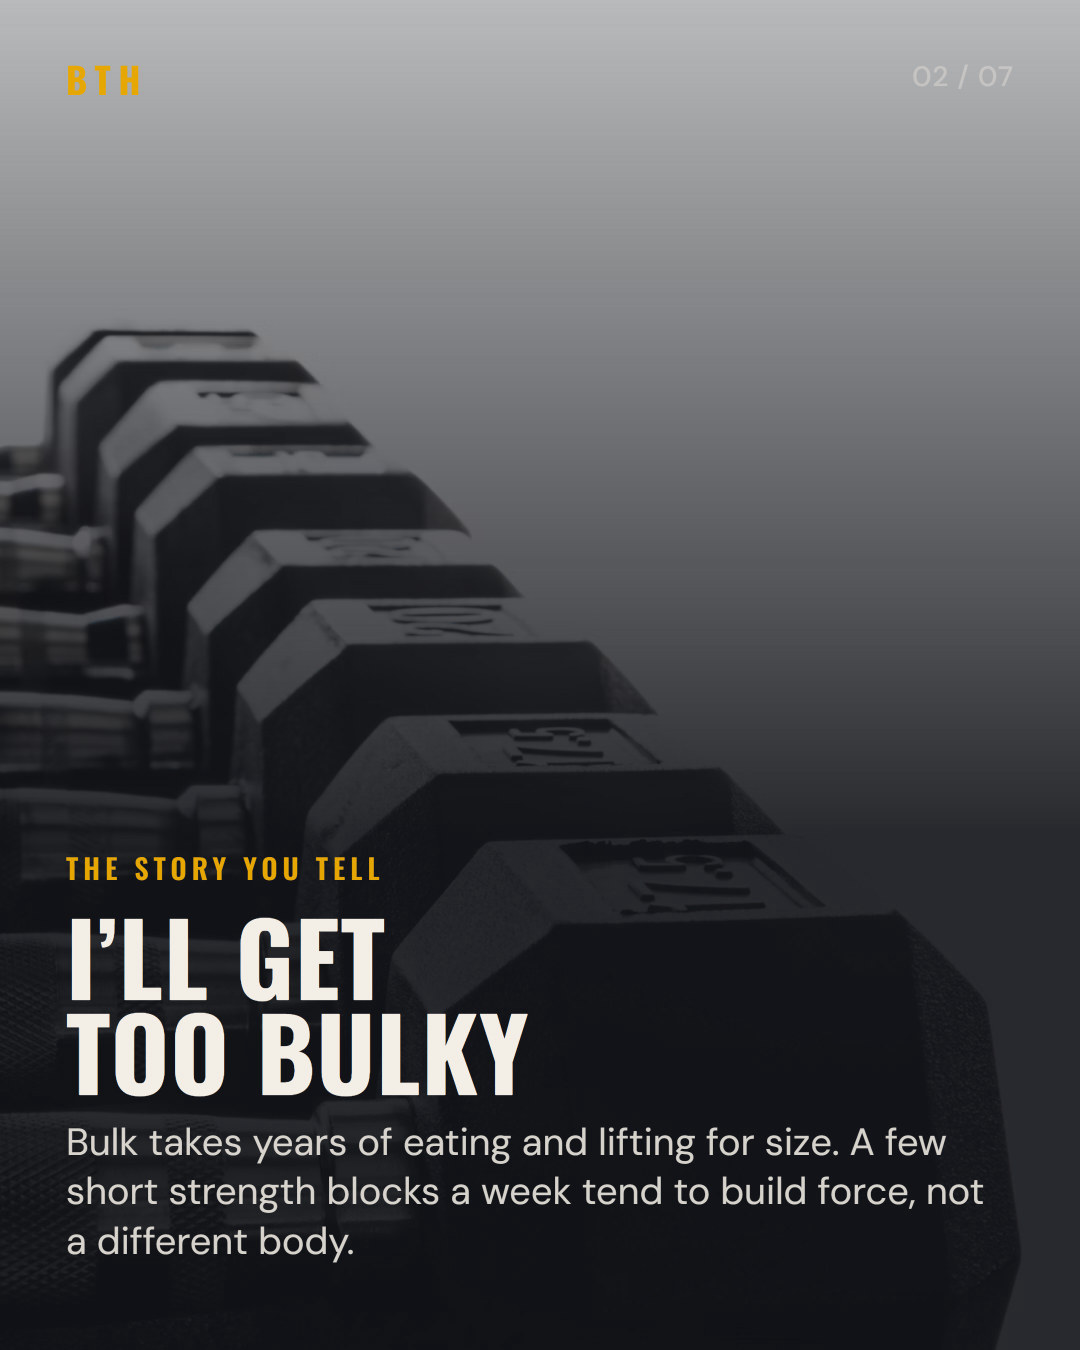 BTH
02 / 07
THE STORY YOU TELL
I’LL GET
TOO BULKY
Bulk takes years of eating and lifting for size. A few
short strength blocks a week tend to build force, not
a different body.